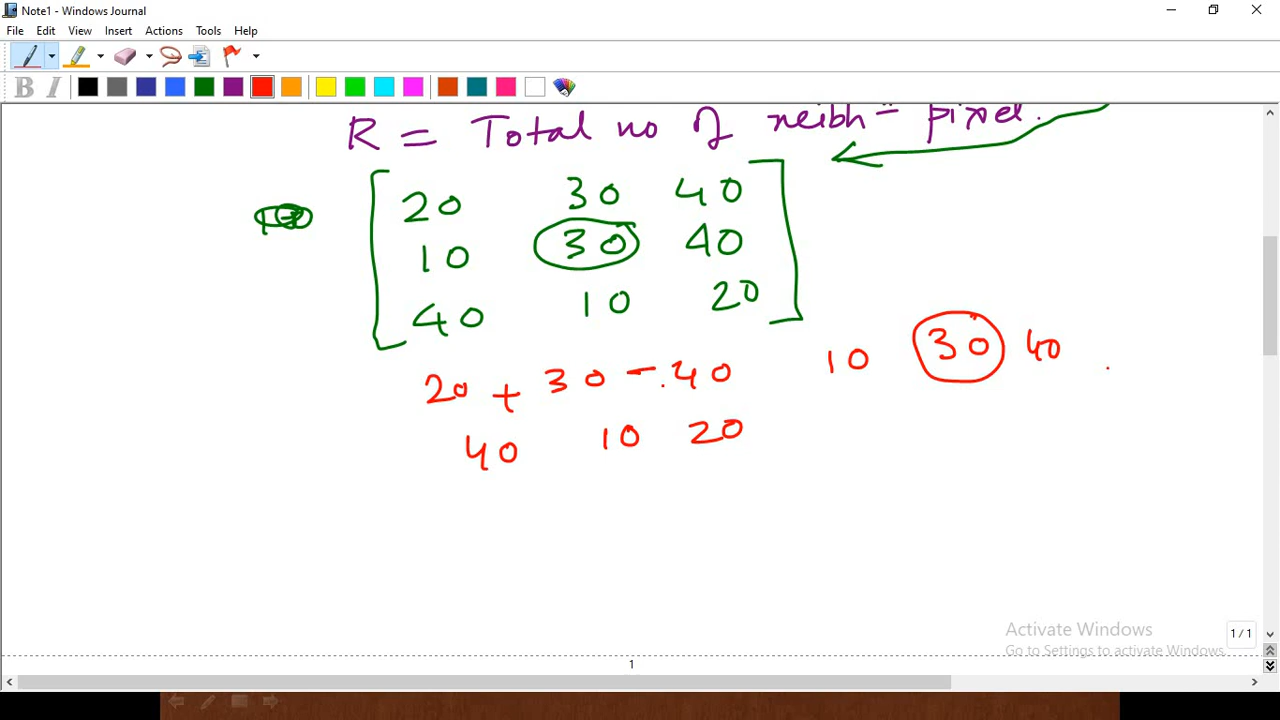 Note1 - Windows Journal
File Edit View Insert Actions Tools Help
B I
R = Total no of neibh = pixel.
20 30 40
10 30 40
40 10 20
20 + 30 - 40 10 30 40
40 10 20
Activate Windows
Go to Settings to activate Windows.
1/1
1